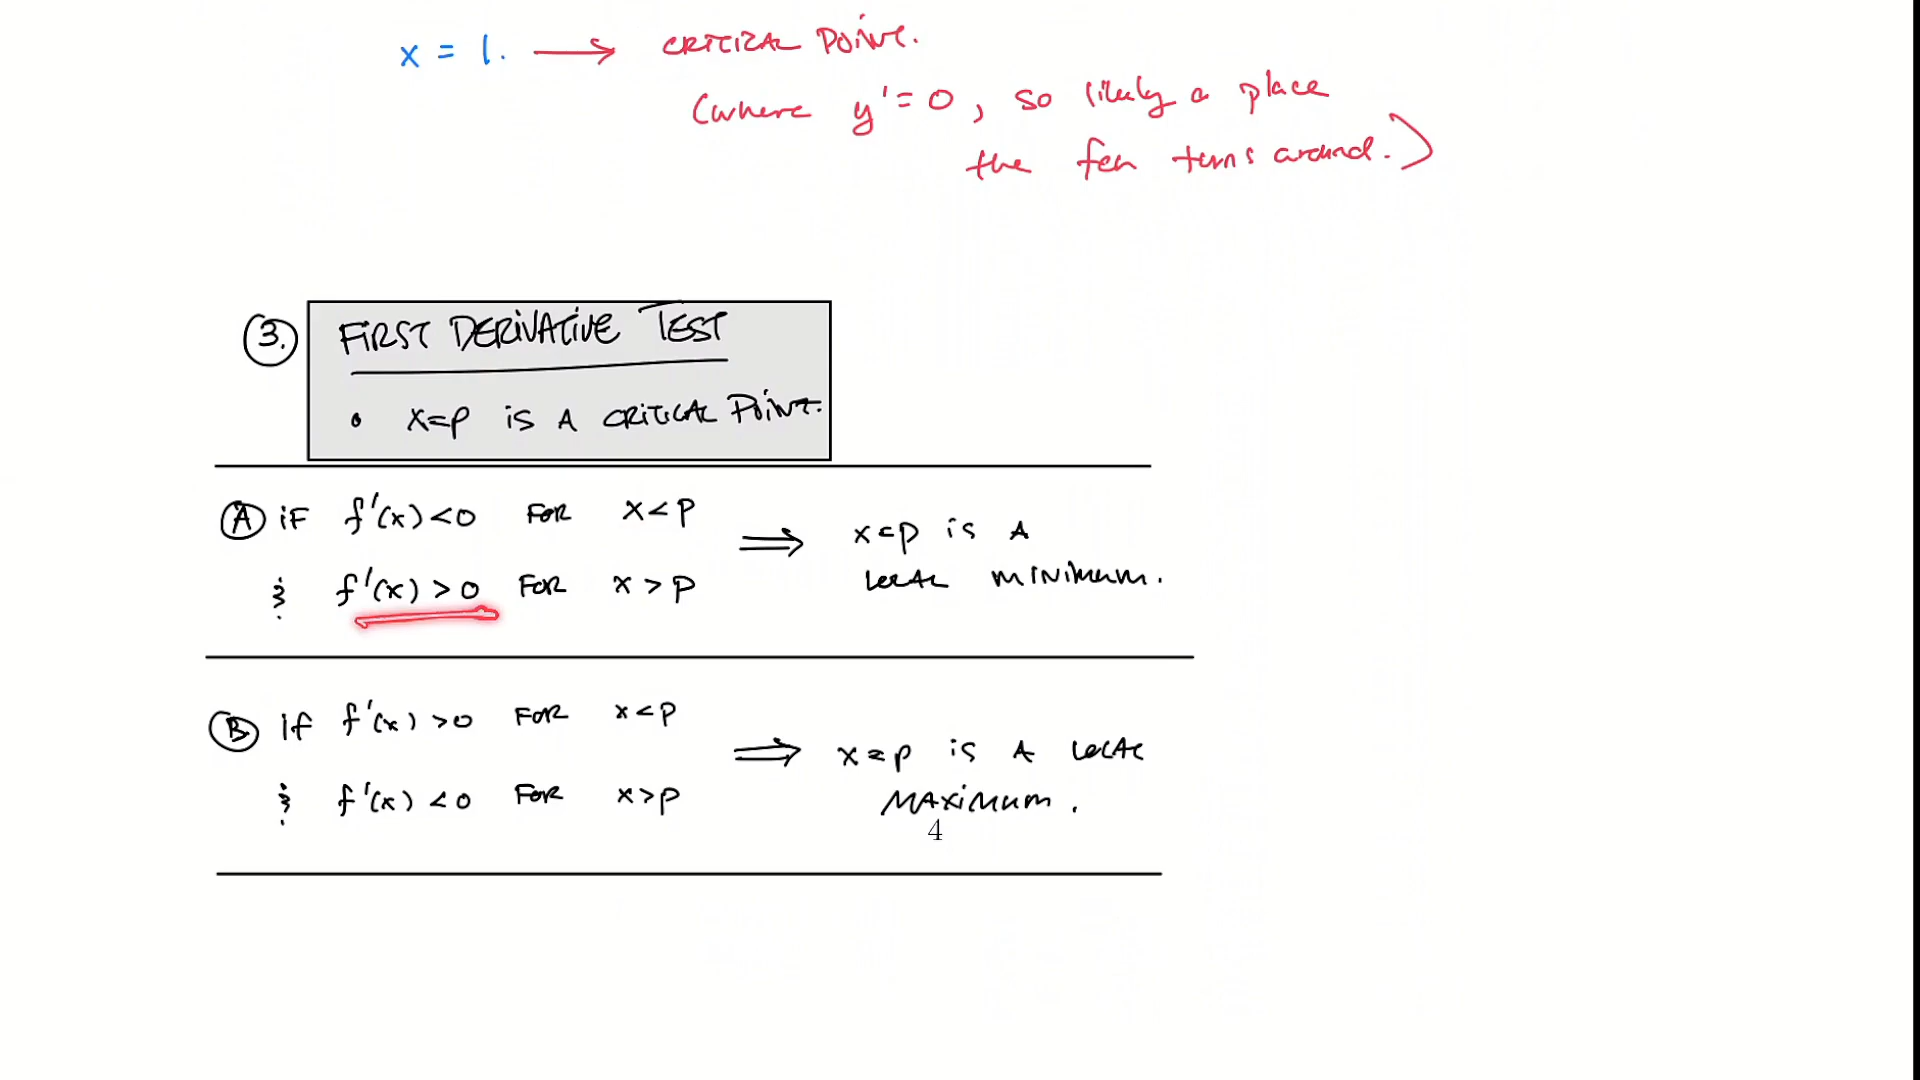 x = 1. → CRITICAL POINT.
(where y' = 0, so likely a place
the fcn turns around.)
3. FIRST DERIVATIVE TEST
• x=p is A CRITICAL POINT.
A iF f'(x) < 0 FOR x < p
& f'(x) > 0 FOR x > p
⟹ x=p is A
LOCAL MINIMUM.
B IF f'(x) > 0 FOR x < p
& f'(x) < 0 FOR x > p
⟹ x=p is A LOCAL
MAXIMUM.
4